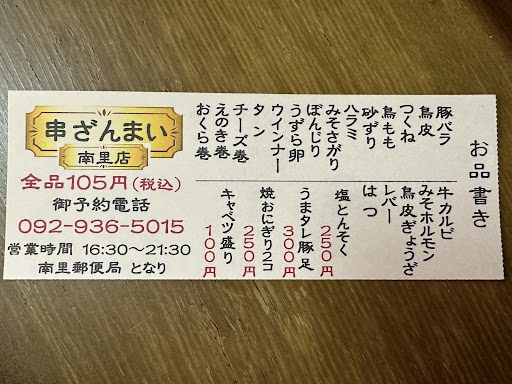 串ざんまい
南里店
全品105円(税込)
御予約電話
092-936-5015
営業時間 16:30〜21:30
南里郵便局 となり
お品書き
豚バラ
鳥皮
つくね
鳥もも
砂ずり
ハラミ
みそさがり
ぼんじり
うずら卵
ウインナー
タン
チーズ巻
えのき巻
おくら巻
牛カルビ
みそホルモン
鳥皮ぎょうざ
レバー
はつ
塩とんそく
250円
うまタレ豚足
300円
焼おにぎり2コ
250円
キャベツ盛り
100円